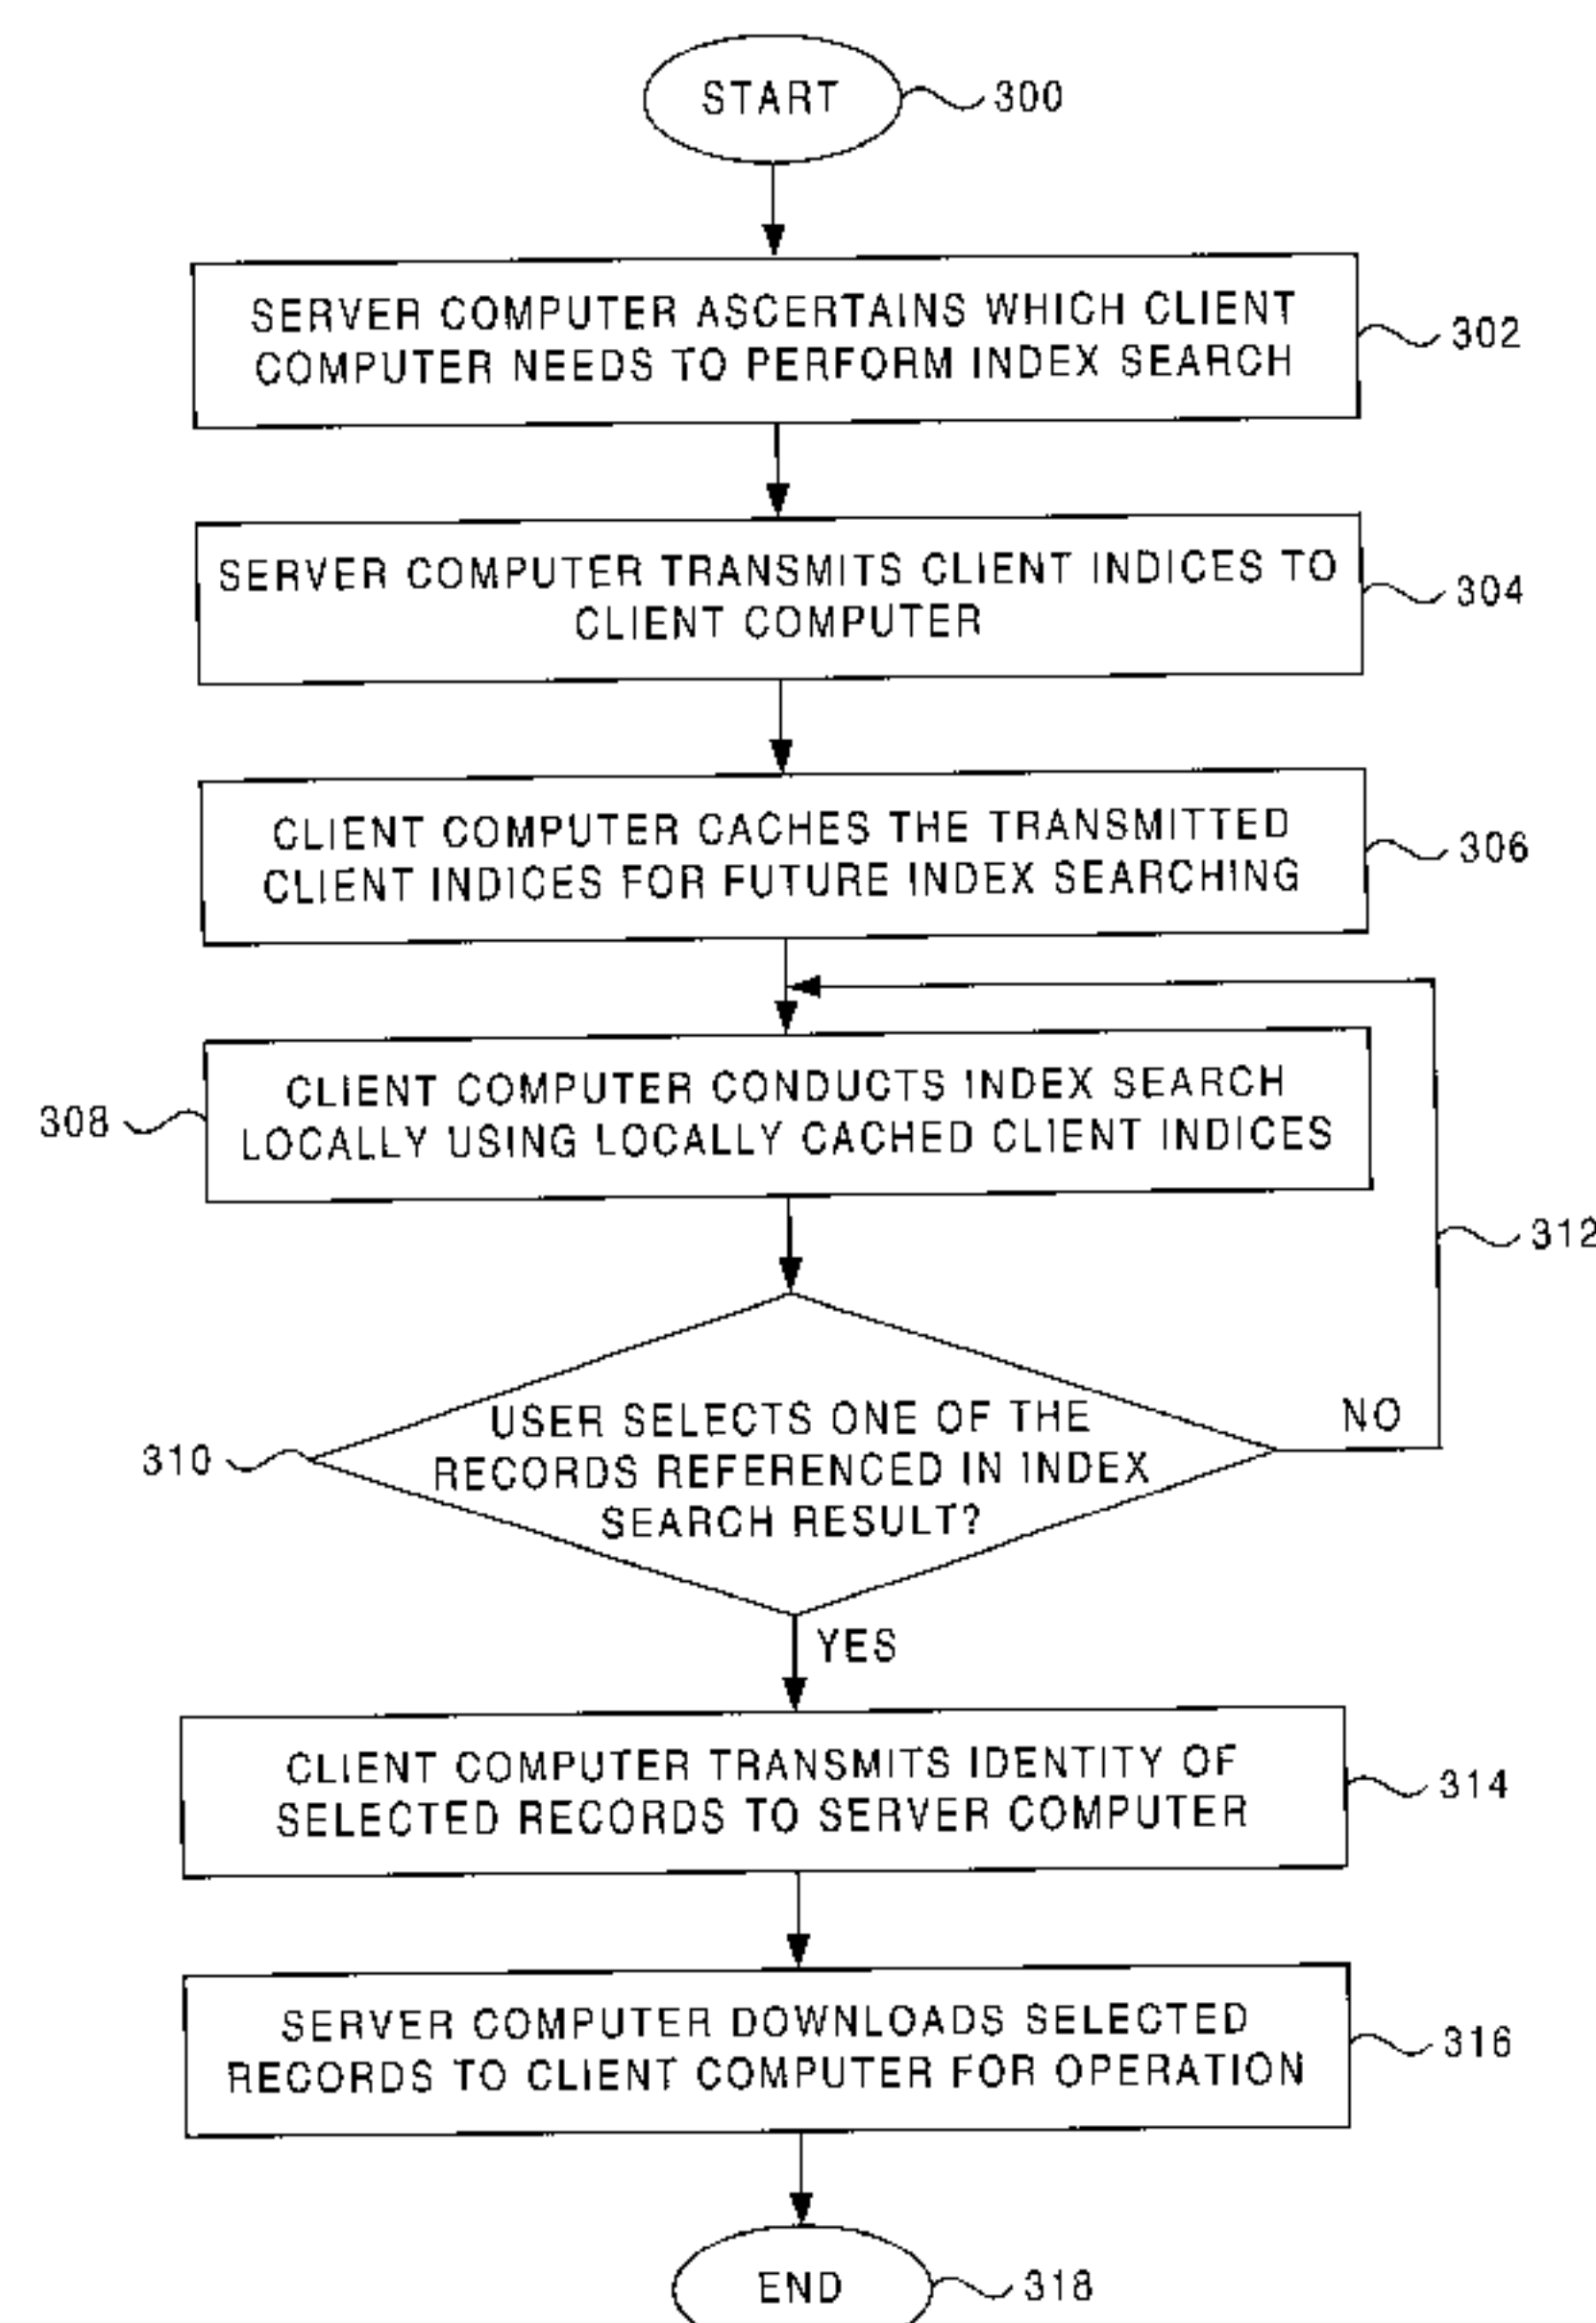 START
300
SERVER COMPUTER ASCERTAINS WHICH CLIENT
COMPUTER NEEDS TO PERFORM INDEX SEARCH
302
SERVER COMPUTER TRANSMITS CLIENT INDICES TO
CLIENT COMPUTER
304
CLIENT COMPUTER CACHES THE TRANSMITTED
CLIENT INDICES FOR FUTURE INDEX SEARCHING
306
CLIENT COMPUTER CONDUCTS INDEX SEARCH
LOCALLY USING LOCALLY CACHED CLIENT INDICES
308
312
USER SELECTS ONE OF THE
RECORDS REFERENCED IN INDEX
SEARCH RESULT?
310
NO
YES
CLIENT COMPUTER TRANSMITS IDENTITY OF
SELECTED RECORDS TO SERVER COMPUTER
314
SERVER COMPUTER DOWNLOADS SELECTED
RECORDS TO CLIENT COMPUTER FOR OPERATION
316
END
318